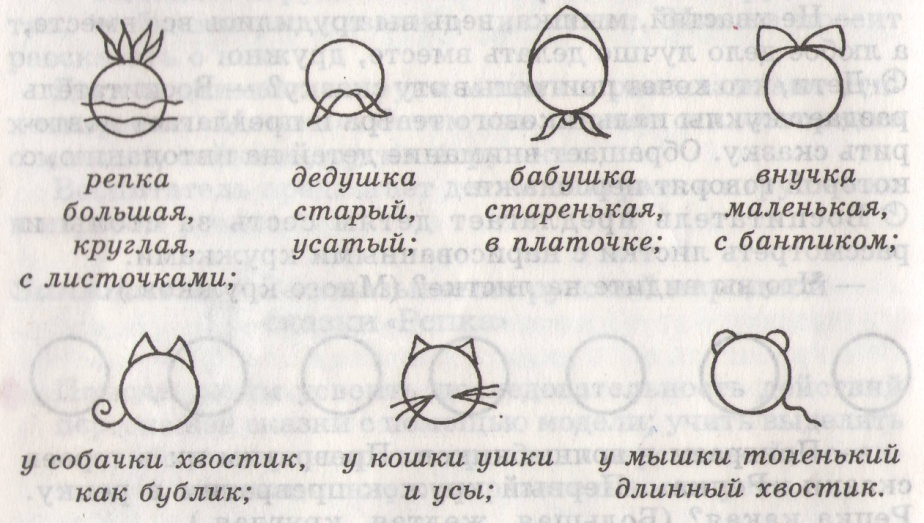 репка
большая,
круглая,
с листочками;
дедушка
старый,
усатый;
бабушка
старенькая,
в платочке;
внучка
маленькая,
с бантиком;
у собачки хвостик,
как бублик;
у кошки ушки
и усы;
у мышки тоненький
длинный хвостик.